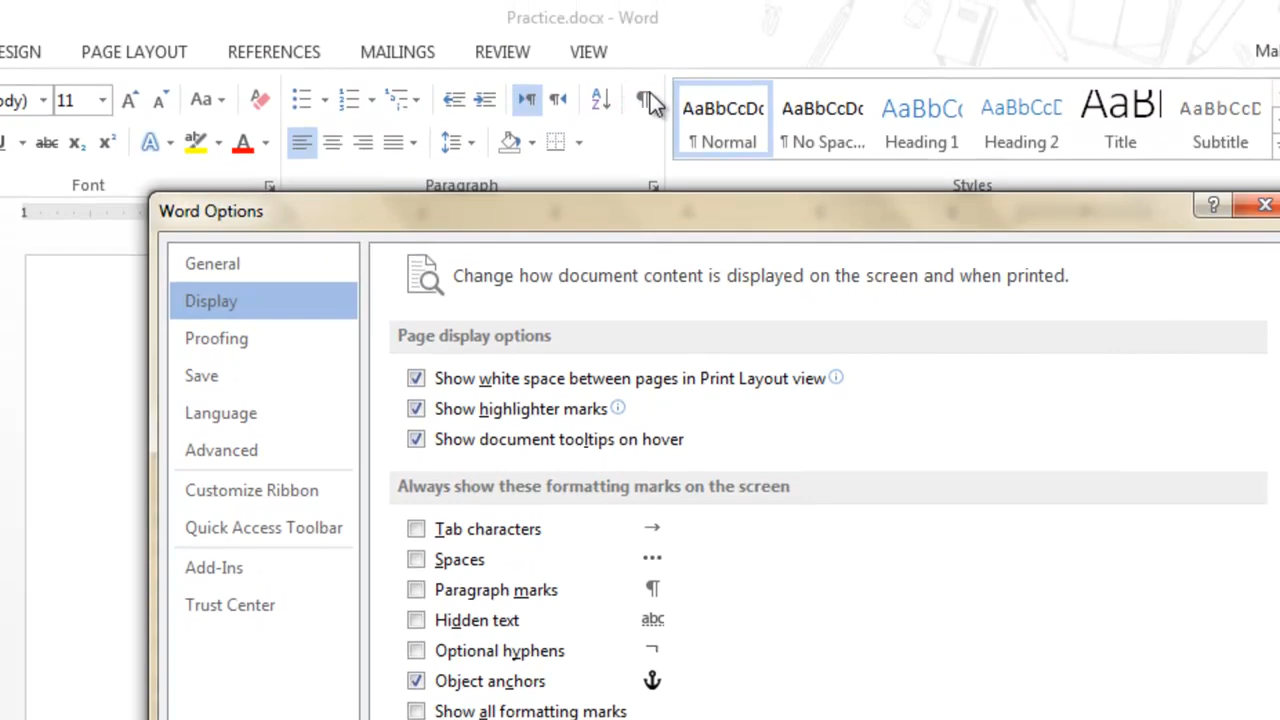 Practice.docx - Word
ESIGN PAGE LAYOUT REFERENCES MAILINGS REVIEW VIEW
ody) 11 Aa AaBbCcDc AaBbCcDc AaBbCc AaBbCcD AaBl AaBbCcD
abc ¶ Normal ¶ No Spac... Heading 1 Heading 2 Title Subtitle
Font Paragraph Styles
1
Word Options
General
Display
Proofing
Save
Language
Advanced
Customize Ribbon
Quick Access Toolbar
Add-Ins
Trust Center
Change how document content is displayed on the screen and when printed.
Page display options
Show white space between pages in Print Layout view
Show highlighter marks
Show document tooltips on hover
Always show these formatting marks on the screen
Tab characters →
Spaces ...
Paragraph marks ¶
Hidden text abc
Optional hyphens ¬
Object anchors
Show all formatting marks